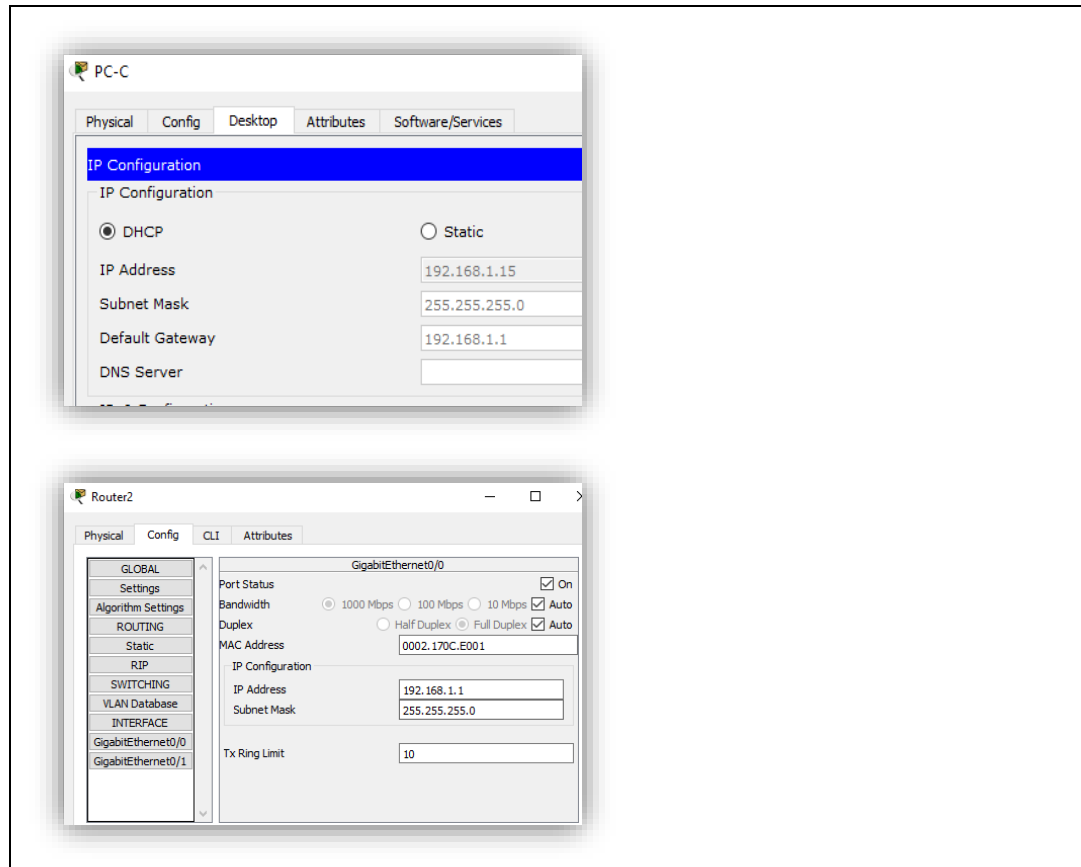 PC-C
Physical Config Desktop Attributes Software/Services
IP Configuration
IP Configuration
DHCP Static
IP Address 192.168.1.15
Subnet Mask 255.255.255.0
Default Gateway 192.168.1.1
DNS Server
Router2
Physical Config CLI Attributes
GLOBAL
Settings
Algorithm Settings
ROUTING
Static
RIP
SWITCHING
VLAN Database
INTERFACE
GigabitEthernet0/0
GigabitEthernet0/1
GigabitEthernet0/0
Port Status On
Bandwidth 1000 Mbps 100 Mbps 10 Mbps Auto
Duplex Half Duplex Full Duplex Auto
MAC Address 0002.170C.E001
IP Configuration
IP Address 192.168.1.1
Subnet Mask 255.255.255.0
Tx Ring Limit 10